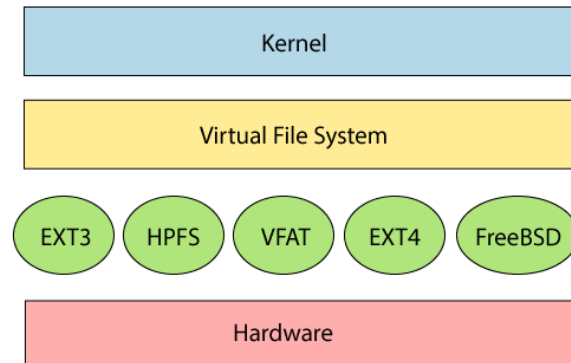 Kernel
Virtual File System
EXT3 HPFS VFAT EXT4 FreeBSD
Hardware